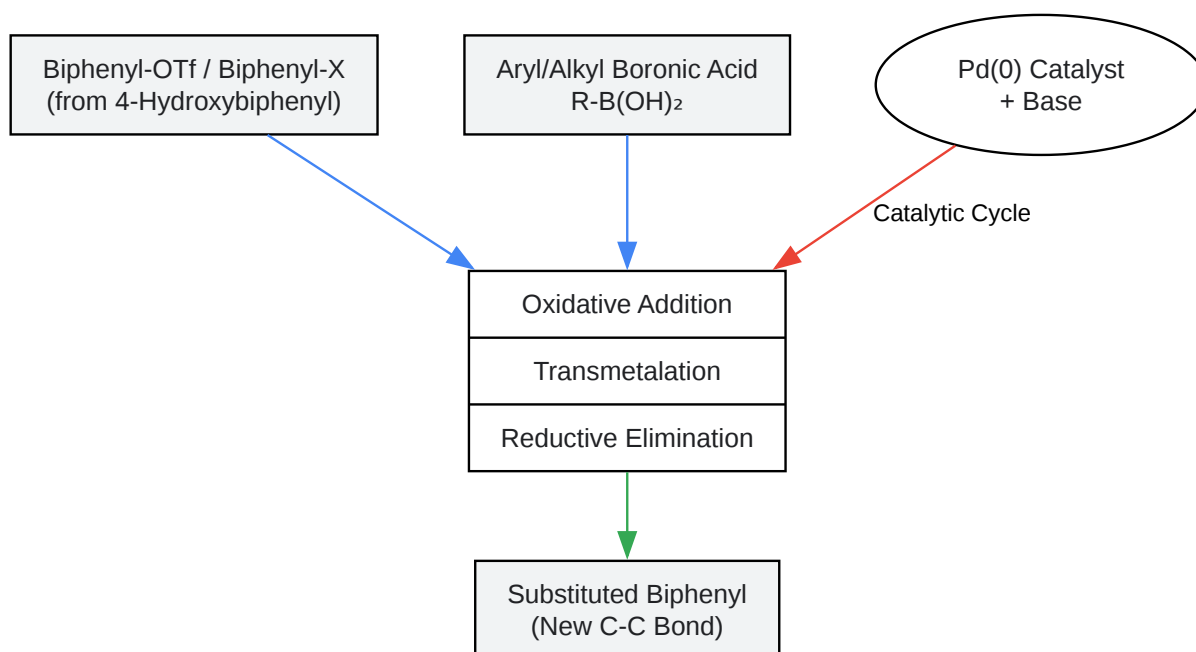 Biphenyl-OTf / Biphenyl-X
(from 4-Hydroxybiphenyl)
Aryl/Alkyl Boronic Acid
R-B(OH)₂
Pd(0) Catalyst
+ Base
Catalytic Cycle
Oxidative Addition
Transmetalation
Reductive Elimination
Substituted Biphenyl
(New C-C Bond)